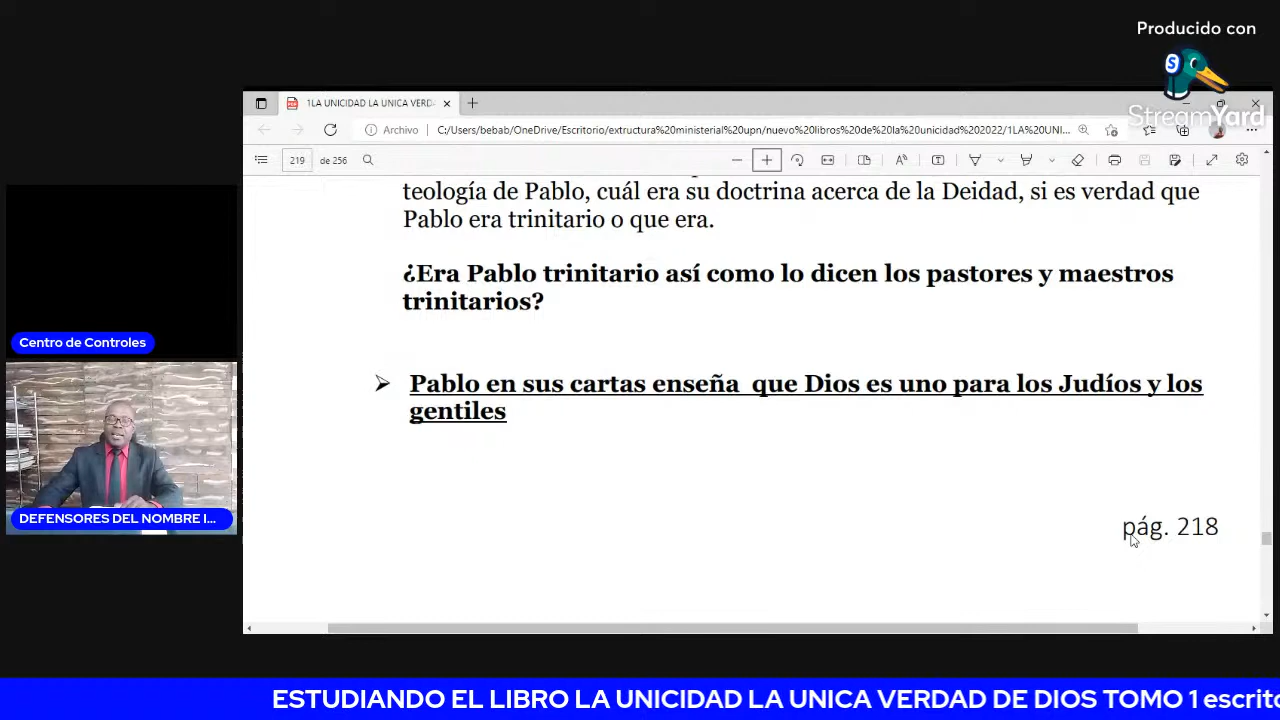 Producido con
StreamYard
1LA UNICIDAD LA UNICA VERD
Archivo
C:/Users/bebab/OneDrive/Escritorio/extructura%20ministerial%20upn/nuevo%20libros%20de%20la%20unicidad%202022/1LA%20UNI...
219 de 256
teología de Pablo, cuál era su doctrina acerca de la Deidad, si es verdad que
Pablo era trinitario o que era.
¿Era Pablo trinitario así como lo dicen los pastores y maestros
trinitarios?
➢ Pablo en sus cartas enseña que Dios es uno para los Judíos y los
gentiles
pág. 218
Centro de Controles
DEFENSORES DEL NOMBRE I...
ESTUDIANDO EL LIBRO LA UNICIDAD LA UNICA VERDAD DE DIOS TOMO 1 escrito